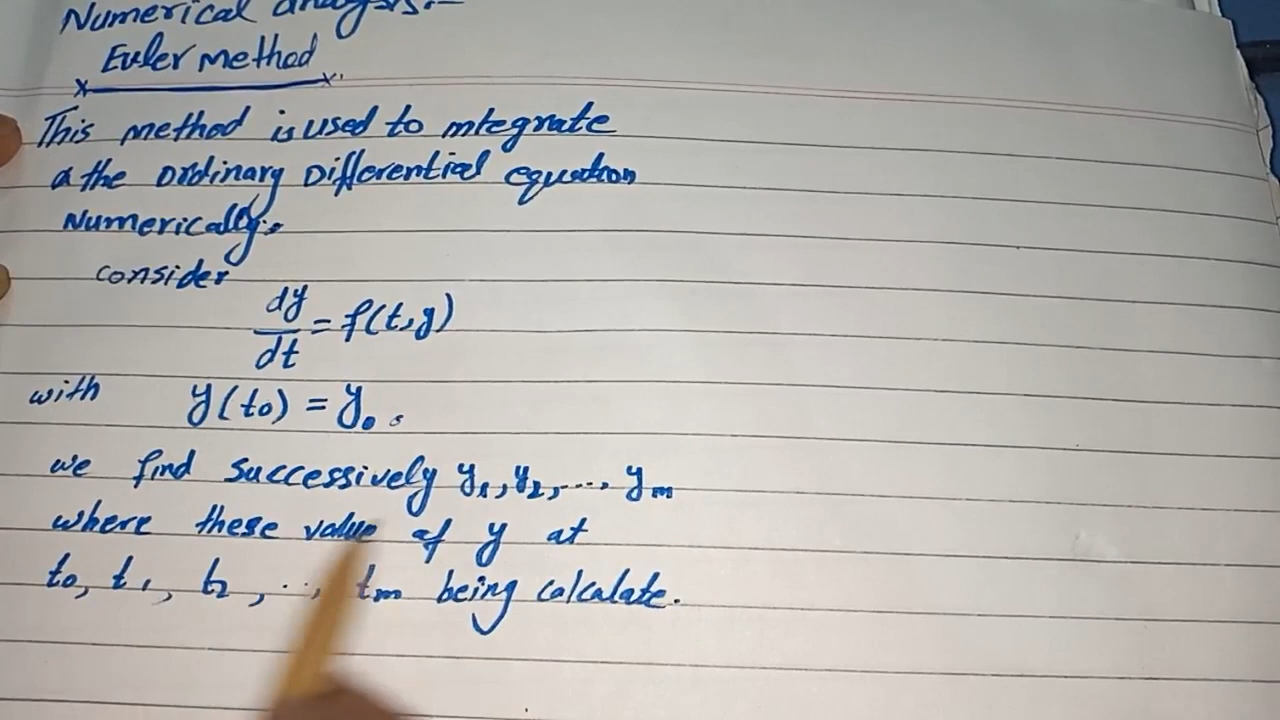 Numerical analysis:-
Euler method
This method is used to integrate
a the ordinary Differential equation
Numerically.
consider
dy/dt = f(t,y)
with y(t0) = y0.
we find successively y1, y2, ..., ym
where these value of y at
t0, t1, t2, ..., tm being calculate.